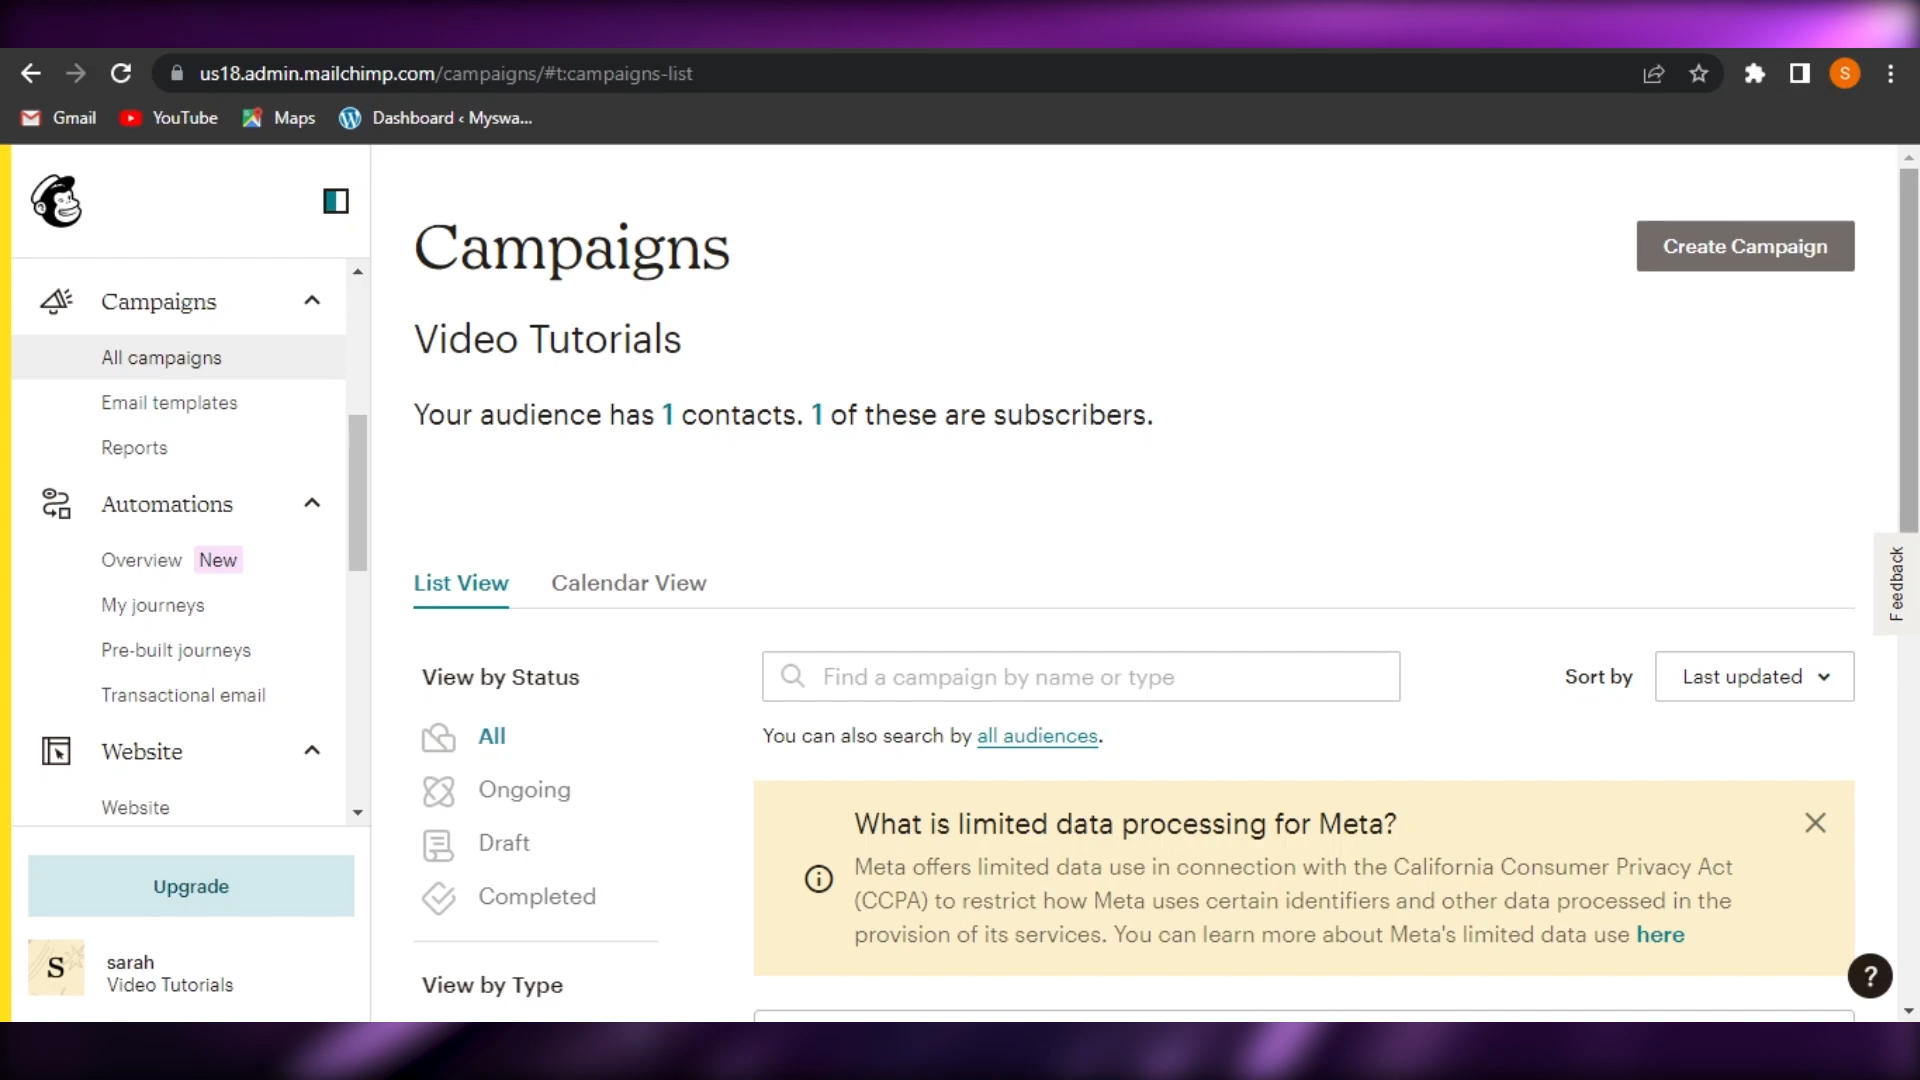 us18.admin.mailchimp.com/campaigns/#t:campaigns-list
S
Gmail
YouTube
Maps
Dashboard ‹ Myswa...
Campaigns
All campaigns
Email templates
Reports
Automations
Overview New
My journeys
Pre-built journeys
Transactional email
Website
Website
Upgrade
S
sarah
Video Tutorials
Campaigns
Create Campaign
Video Tutorials
Your audience has 1 contacts. 1 of these are subscribers.
List View
Calendar View
View by Status
All
Ongoing
Draft
Completed
View by Type
Find a campaign by name or type
Sort by
Last updated
You can also search by all audiences.
What is limited data processing for Meta?
Meta offers limited data use in connection with the California Consumer Privacy Act
(CCPA) to restrict how Meta uses certain identifiers and other data processed in the
provision of its services. You can learn more about Meta's limited data use here
Feedback
?